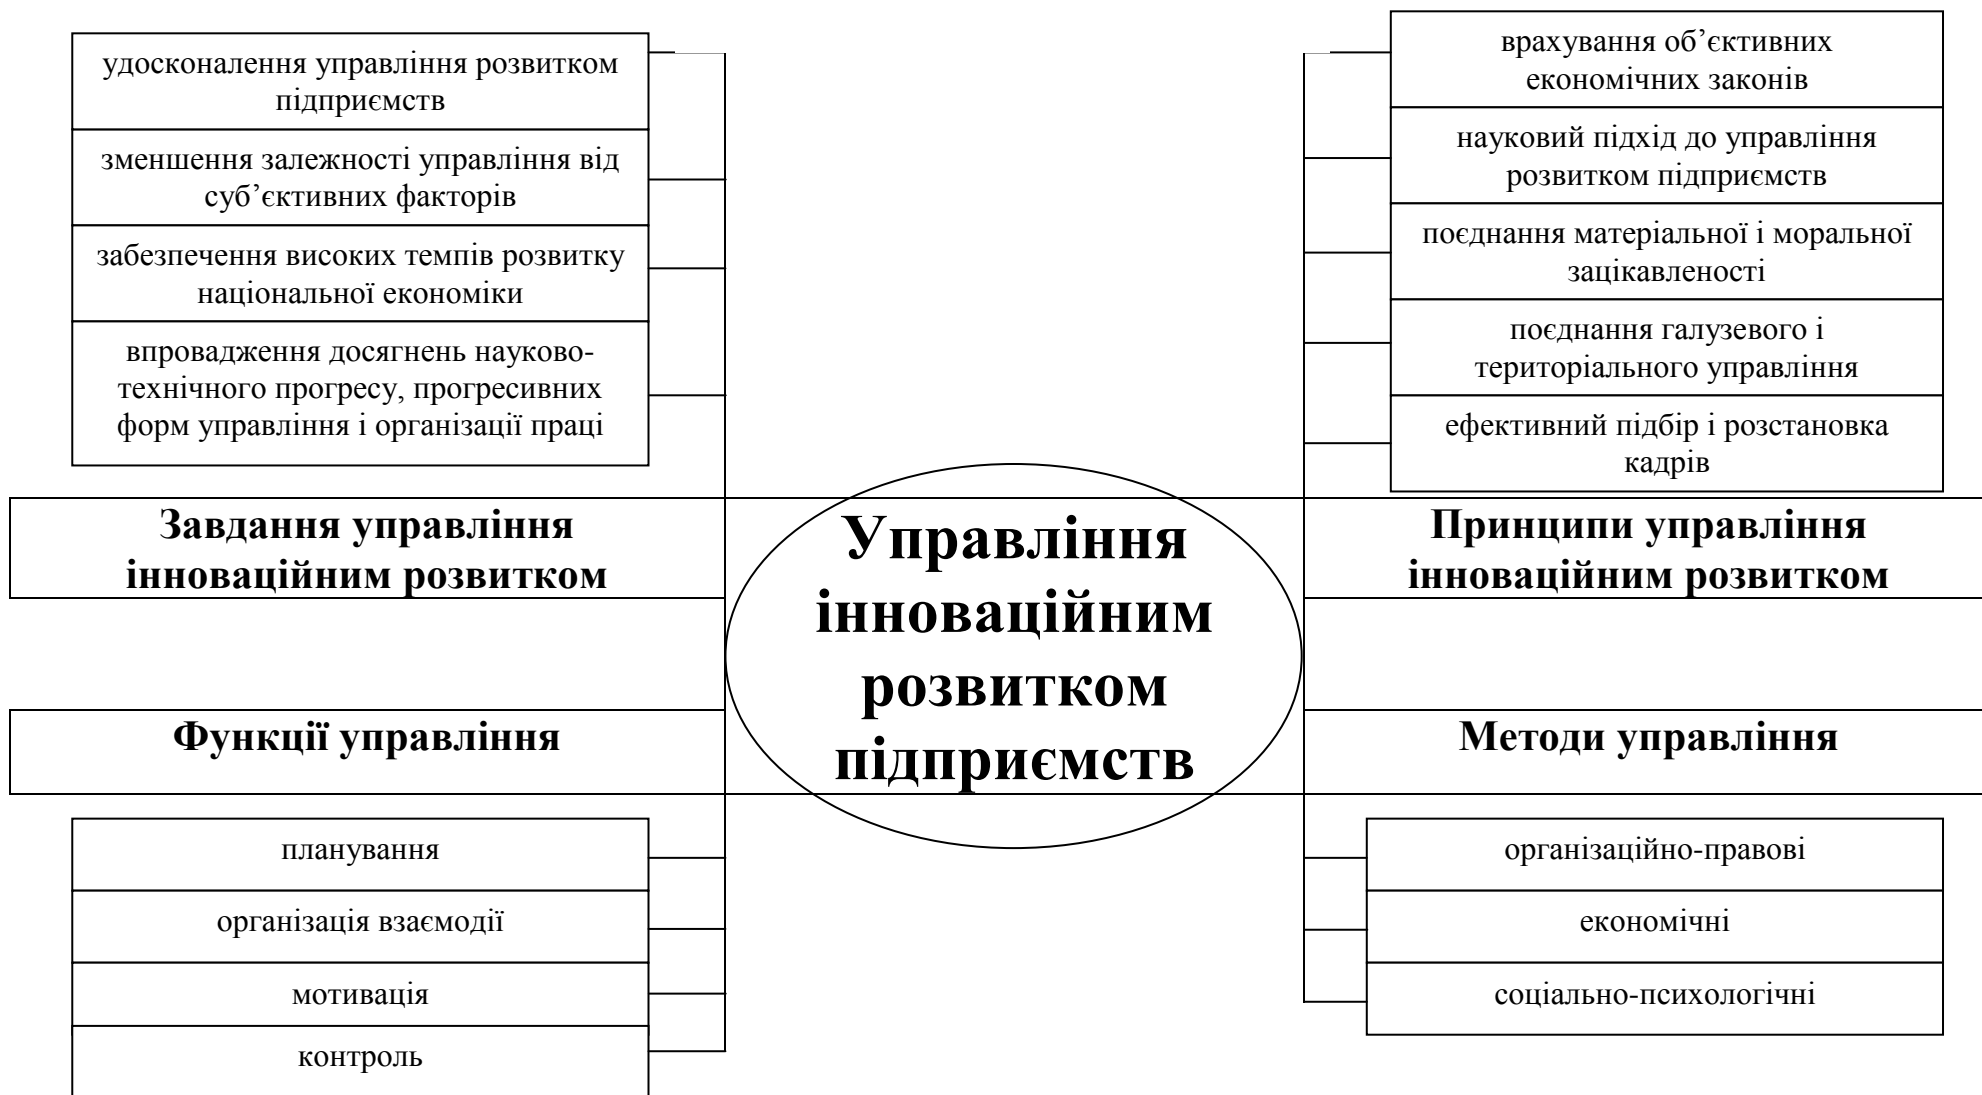 удосконалення управління розвитком
підприємств
зменшення залежності управління від
суб’єктивних факторів
забезпечення високих темпів розвитку
національної економіки
впровадження досягнень науково-
технічного прогресу, прогресивних
форм управління і організації праці
врахування об’єктивних
економічних законів
науковий підхід до управління
розвитком підприємств
поєднання матеріальної і моральної
зацікавленості
поєднання галузевого і
територіального управління
ефективний підбір і розстановка
кадрів
Завдання управління
інноваційним розвитком
Управління
інноваційним
розвитком
підприємств
Принципи управління
інноваційним розвитком
Функції управління
Методи управління
планування
організація взаємодії
мотивація
контроль
організаційно-правові
економічні
соціально-психологічні